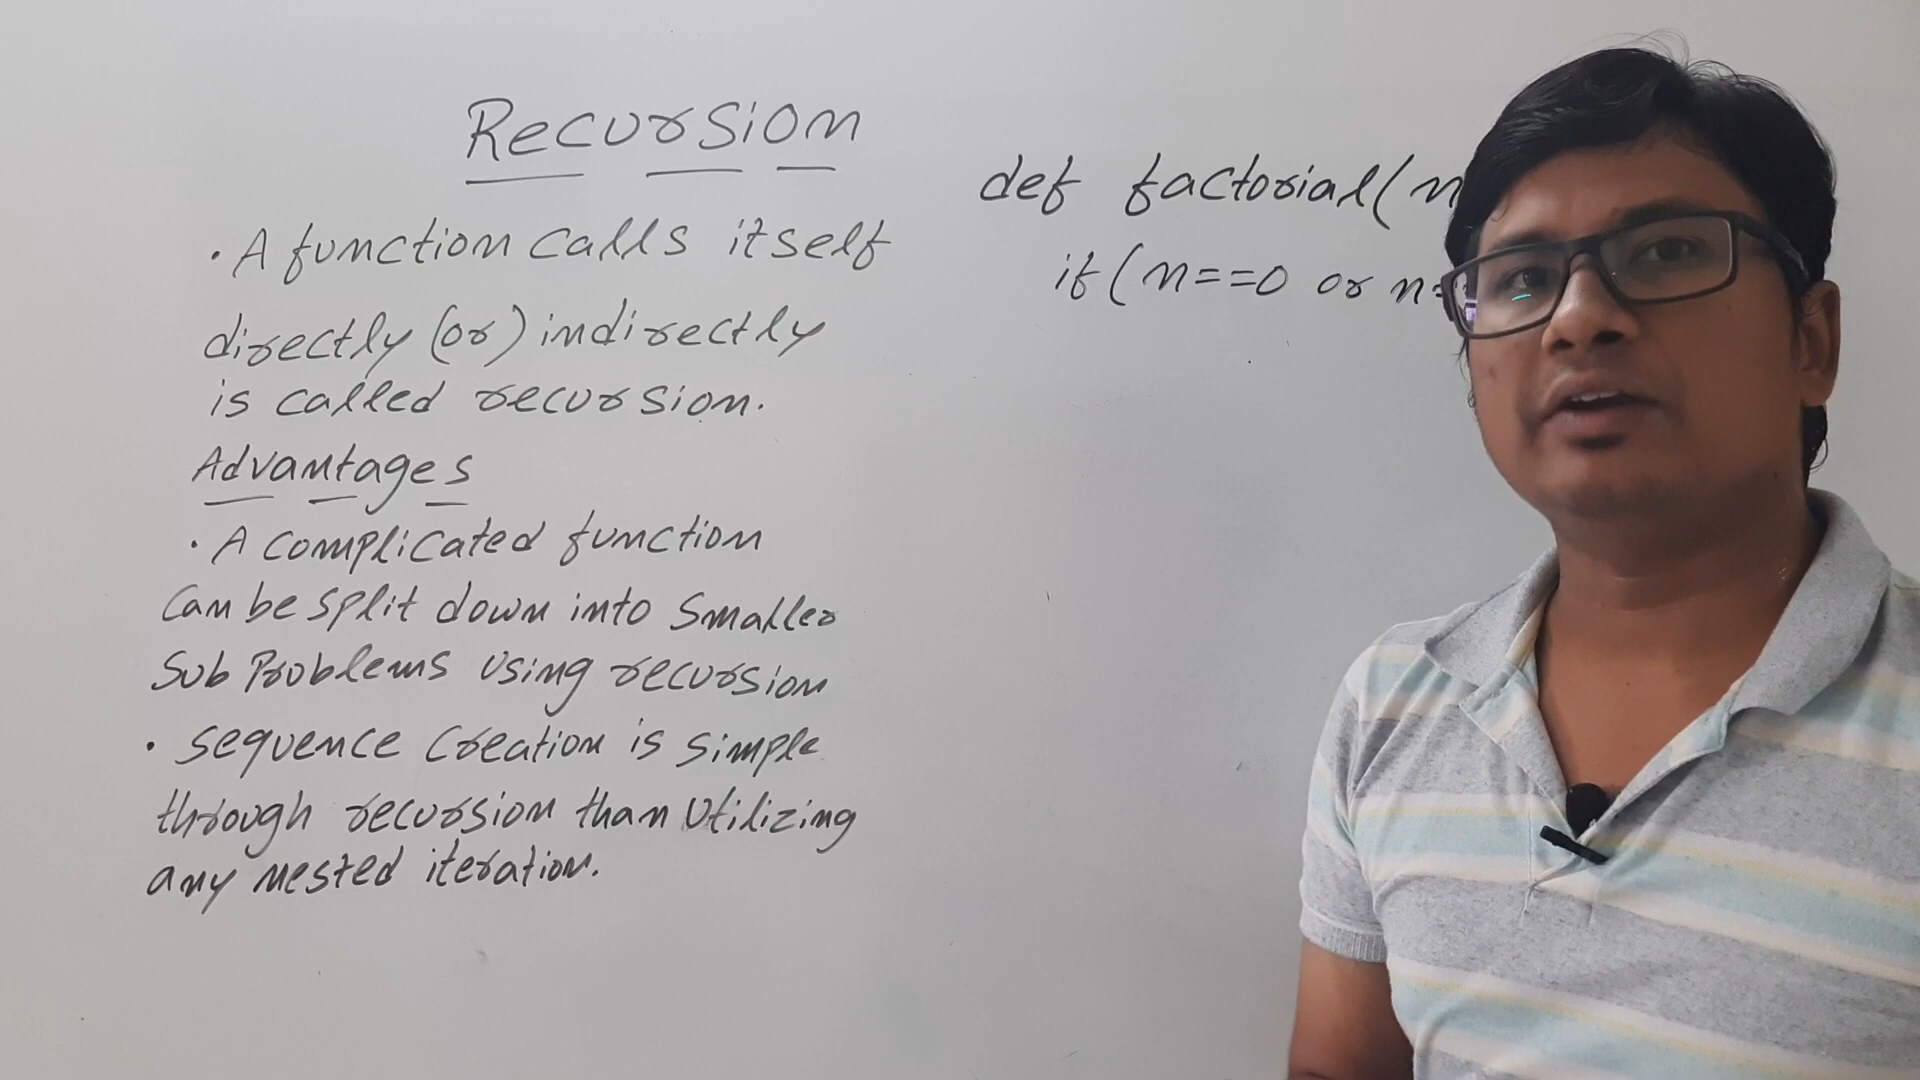 Recursion
• A function calls itself
directly (or) indirectly
is called recursion.
Advantages
• A complicated function
Can be split down into smaller
Sub Problems using recursion
• sequence Creation is simple
through recursion than utilizing
any nested iteration.
def factorial(n
if (n==0 or n=